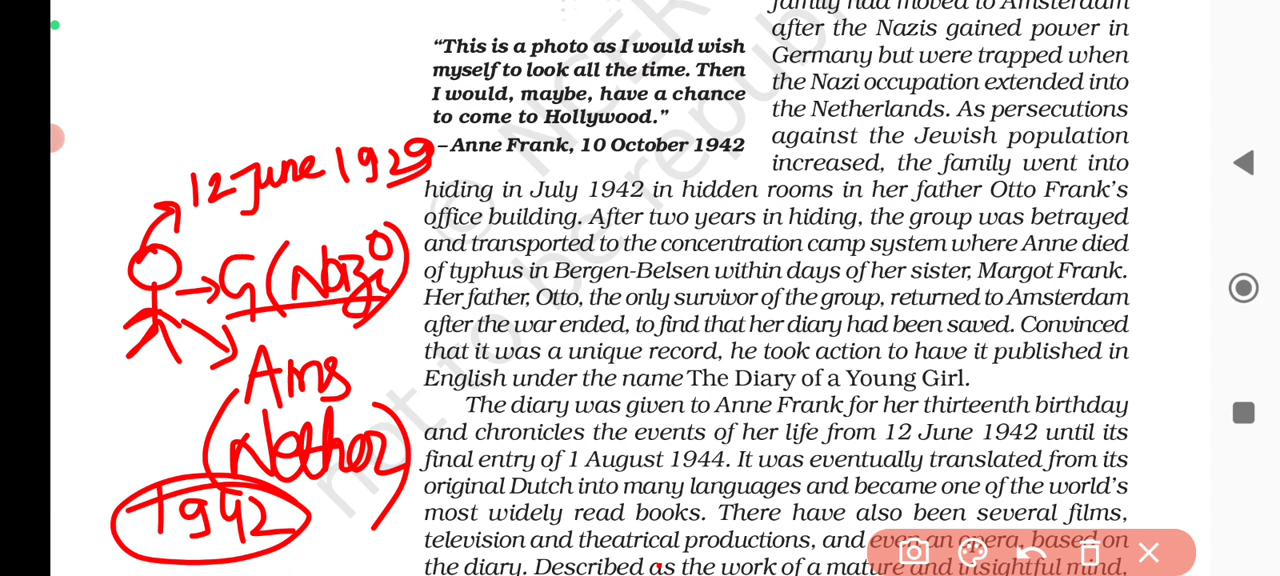 family had moved to Amsterdam
after the Nazis gained power in
Germany but were trapped when
the Nazi occupation extended into
the Netherlands. As persecutions
against the Jewish population
increased, the family went into
“This is a photo as I would wish
myself to look all the time. Then
I would, maybe, have a chance
to come to Hollywood.”
–Anne Frank, 10 October 1942
hiding in July 1942 in hidden rooms in her father Otto Frank’s
office building. After two years in hiding, the group was betrayed
and transported to the concentration camp system where Anne died
of typhus in Bergen-Belsen within days of her sister, Margot Frank.
Her father, Otto, the only survivor of the group, returned to Amsterdam
after the war ended, to find that her diary had been saved. Convinced
that it was a unique record, he took action to have it published in
English under the name The Diary of a Young Girl.
The diary was given to Anne Frank for her thirteenth birthday
and chronicles the events of her life from 12 June 1942 until its
final entry of 1 August 1944. It was eventually translated from its
original Dutch into many languages and became one of the world’s
most widely read books. There have also been several films,
television and theatrical productions, and even an opera, based on
the diary. Described as the work of a mature and insightful mind,
12 June 1929
G (Nazi)
Ams
(Nether)
1942
not to be republ